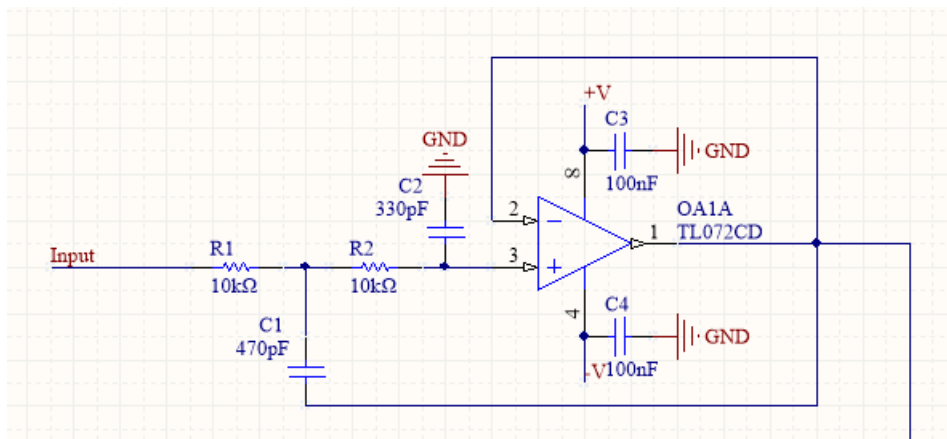 +V
C3
GND
100nF
8
GND
C2
330pF
2
OA1A
TL072CD
1
Input
R1
10kΩ
R2
10kΩ
3
C4
GND
100nF
4
-V
C1
470pF